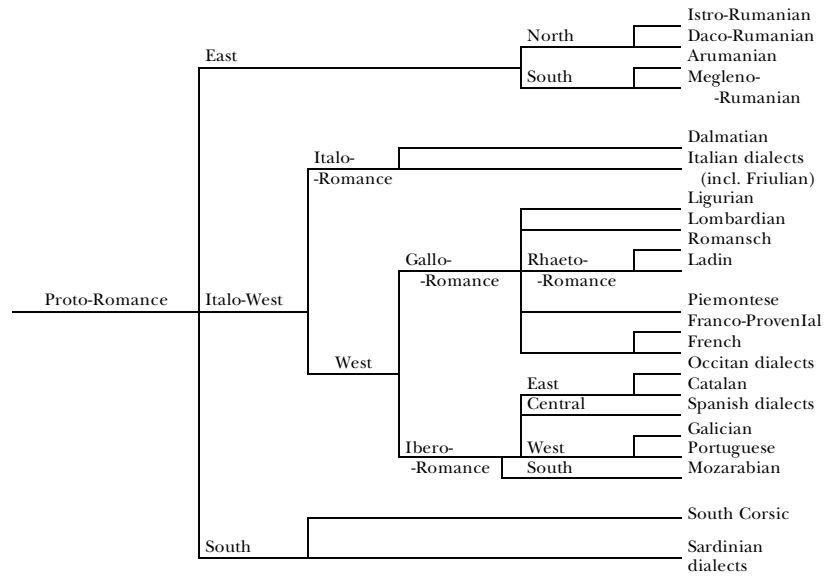 Istro-Rumanian
North
Daco-Rumanian
East
Arumanian
South
Megleno-
-Rumanian
Dalmatian
Italo-
-Romance
Italian dialects
(incl. Friulian)
Ligurian
Lombardian
Romansch
Gallo-
-Romance
Rhaeto-
-Romance
Ladin
Proto-Romance
Italo-West
Piemontese
Franco-ProvenIal
French
West
Occitan dialects
East
Catalan
Central
Spanish dialects
Galician
Ibero-
-Romance
West
Portuguese
South
Mozarabian
South Corsic
South
Sardinian
dialects